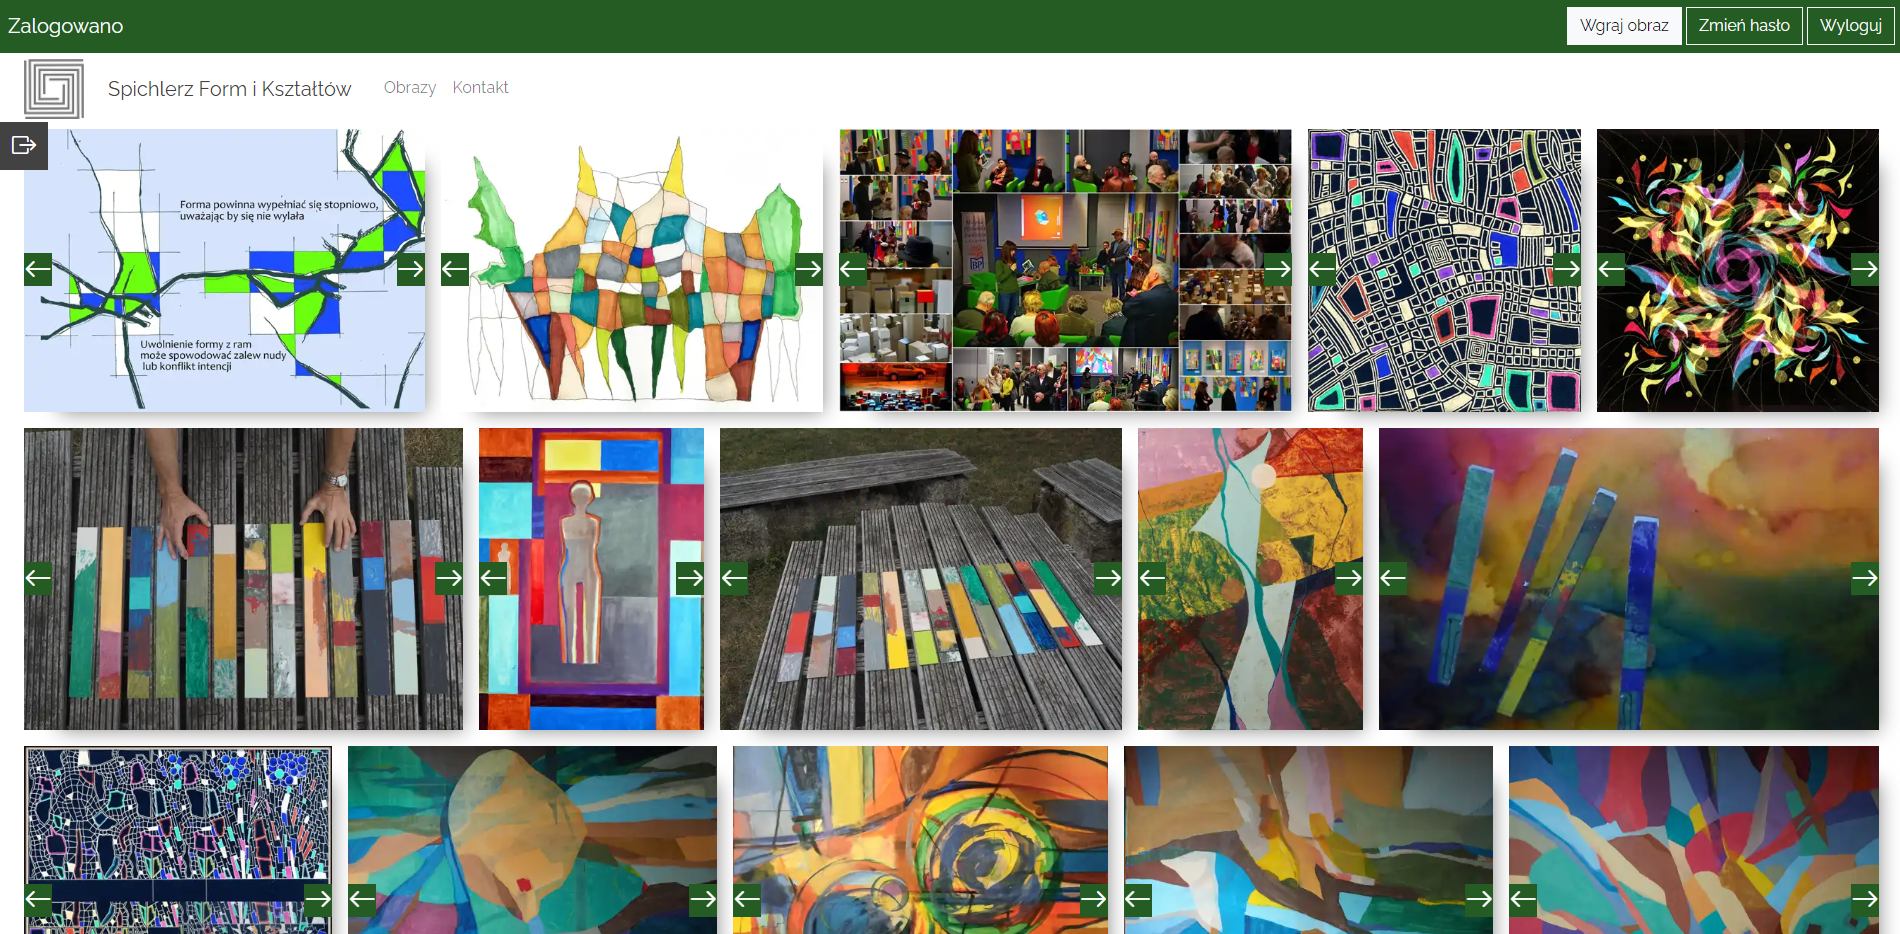 Zalogowano
Wgraj obraz
Zmień hasło
Wyloguj
Spichlerz Form i Kształtów
Obrazy
Kontakt
Forma powinna wypełniać się stopniowo,
uważając by się nie wylała
Uwolnienie formy z ram
może spowodować zalew nudy
lub konflikt intencji